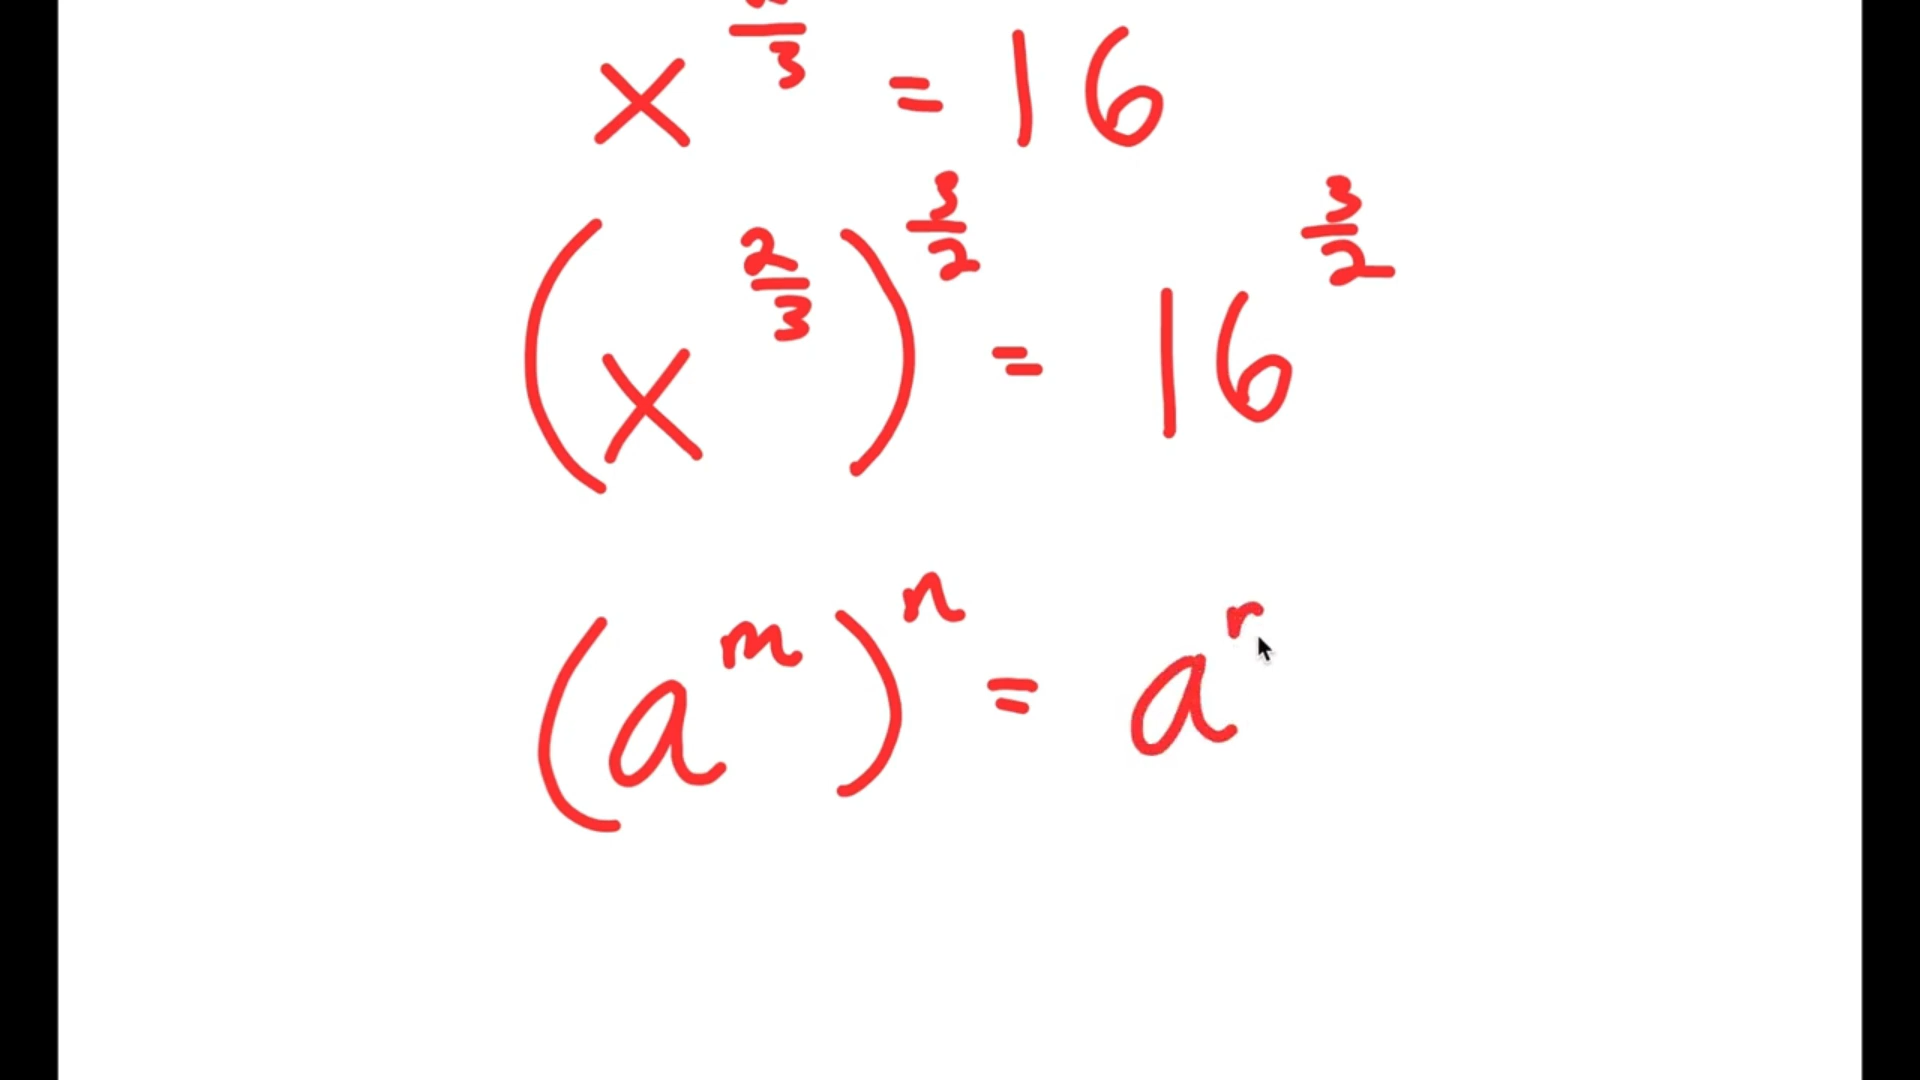 x^(2/3) = 16
(x^(2/3))^(3/2) = 16^(3/2)
(a^m)^n = a^r